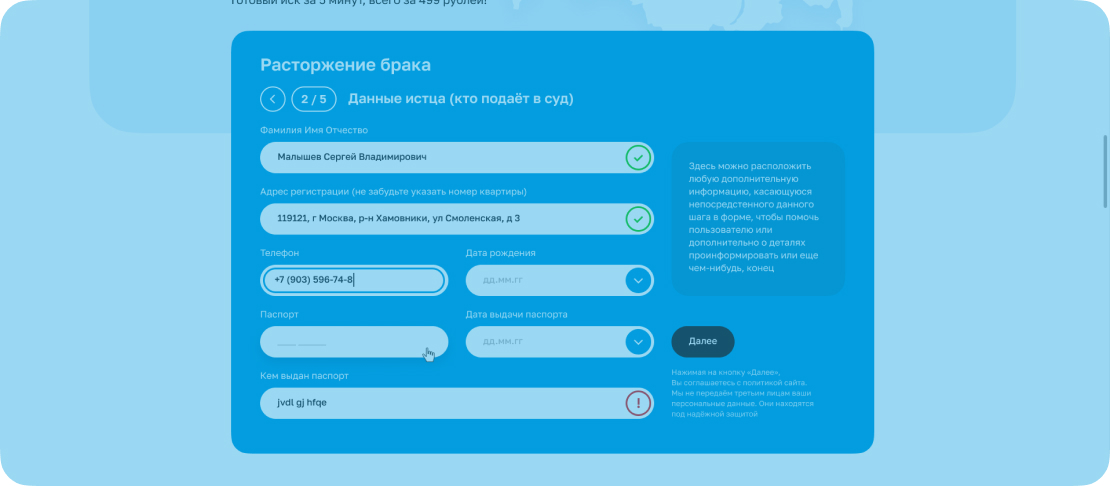 Готовый иск за 5 минут, всего за 499 рублей!
Расторжение брака
2 / 5
Данные истца (кто подаёт в суд)
Фамилия Имя Отчество
Малышев Сергей Владимирович
Адрес регистрации (не забудьте указать номер квартиры)
119121, г Москва, р-н Хамовники, ул Смоленская, д 3
Телефон
Дата рождения
+7 (903) 596-74-8
дд.мм.гг
Паспорт
Дата выдачи паспорта
____ ______
дд.мм.гг
Кем выдан паспорт
jvdl gj hfqe
!
Здесь можно расположить
любую дополнительную
информацию, касающуюся
непосредственного данного
шага в форме, чтобы помочь
пользователю или
дополнительно о деталях
проинформировать или еще
чем-нибудь, конец
Далее
Нажимая на кнопку «Далее»,
Вы соглашаетесь с политикой сайта.
Мы не передаём третьим лицам ваши
персональные данные. Они находятся
под надёжной защитой